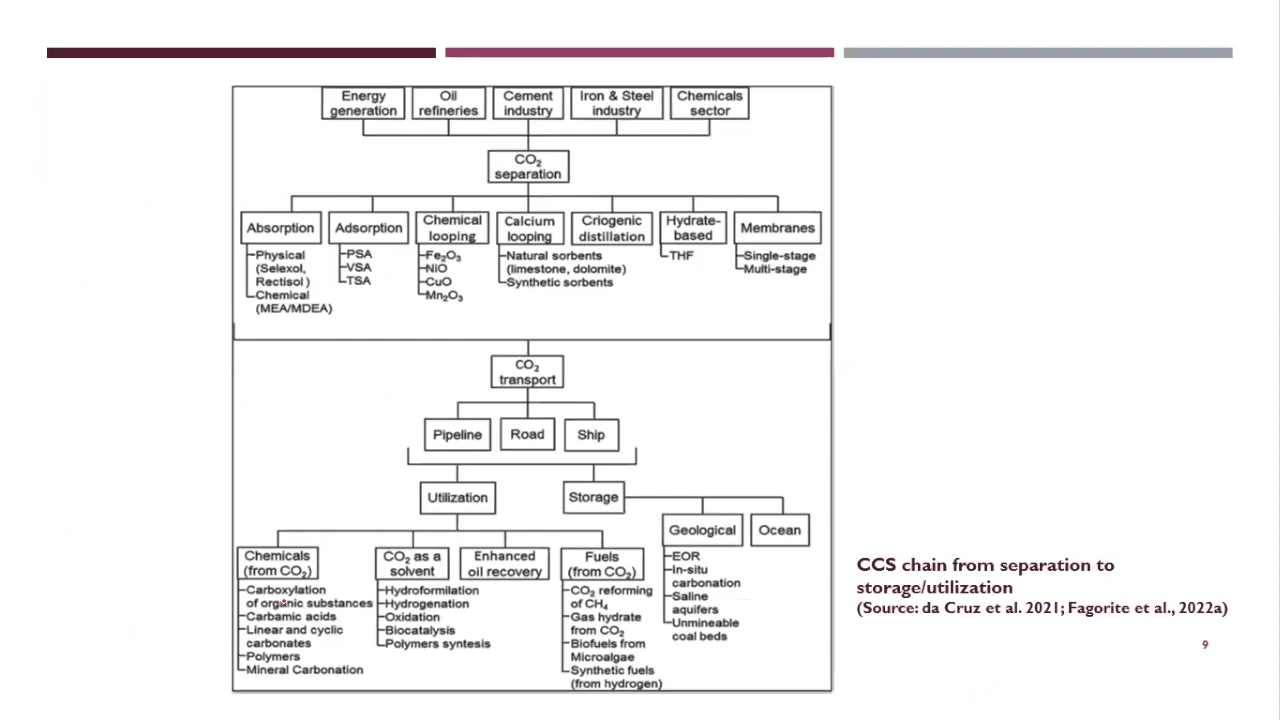 Energy
generation
Oil
refineries
Cement
industry
Iron & Steel
industry
Chemicals
sector
CO₂
separation
Absorption
Adsorption
Chemical
looping
Calcium
looping
Criogenic
distillation
Hydrate-
based
Membranes
Physical
(Selexol,
Rectisol)
Chemical
(MEA/MDEA)
PSA
VSA
TSA
Fe₂O₃
NiO
CuO
Mn₂O₃
Natural sorbents
(limestone, dolomite)
Synthetic sorbents
THF
Single-stage
Multi-stage
CO₂
transport
Pipeline
Road
Ship
Utilization
Storage
Geological
Ocean
Chemicals
(from CO₂)
CO₂ as a
solvent
Enhanced
oil recovery
Fuels
(from CO₂)
Carboxylation
of organic substances
Carbamic acids
Linear and cyclic
carbonates
Polymers
Mineral Carbonation
Hydroformilation
Hydrogenation
Oxidation
Biocatalysis
Polymers syntesis
CO₂ reforming
of CH₄
Gas hydrate
from CO₂
Biofuels from
Microalgae
Synthetic fuels
(from hydrogen)
EOR
In-situ
carbonation
Saline
aquifers
Unmineable
coal beds
CCS chain from separation to
storage/utilization
(Source: da Cruz et al. 2021; Fagorite et al., 2022a)
9